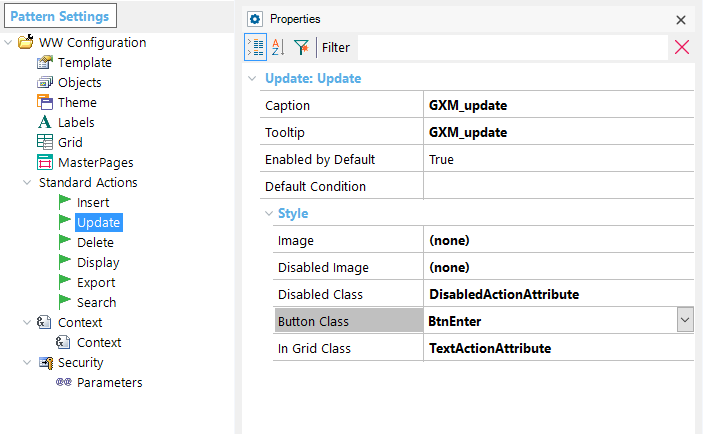 Pattern Settings
WW Configuration
Template
Objects
Theme
Labels
Grid
MasterPages
Standard Actions
Insert
Update
Delete
Display
Export
Search
Context
Context
Security
Parameters
Properties
Filter
Update: Update
Caption GXM_update
Tooltip GXM_update
Enabled by Default True
Default Condition
Style
Image (none)
Disabled Image (none)
Disabled Class DisabledActionAttribute
Button Class BtnEnter
In Grid Class TextActionAttribute